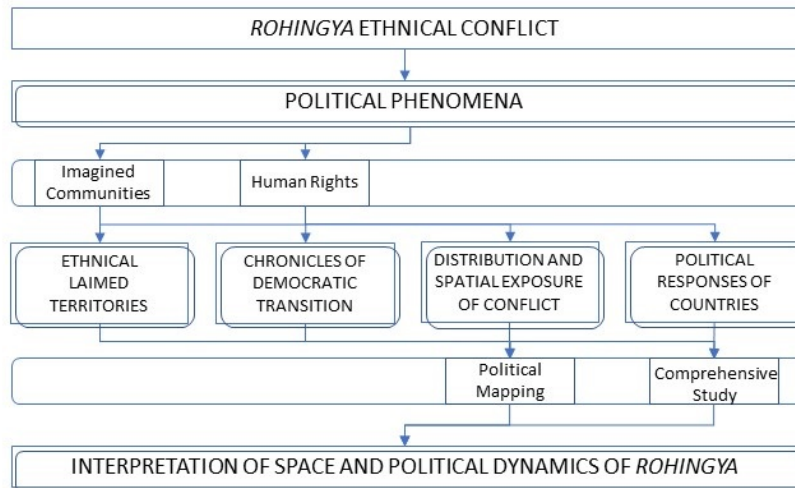 ROHINGYA ETHNICAL CONFLICT
POLITICAL PHENOMENA
Imagined
Communities
Human Rights
ETHNICAL
LAIMED
TERRITORIES
CHRONICLES OF
DEMOCRATIC
TRANSITION
DISTRIBUTION AND
SPATIAL EXPOSURE
OF CONFLICT
POLITICAL
RESPONSES OF
COUNTRIES
Political
Mapping
Comprehensive
Study
INTERPRETATION OF SPACE AND POLITICAL DYNAMICS OF ROHINGYA